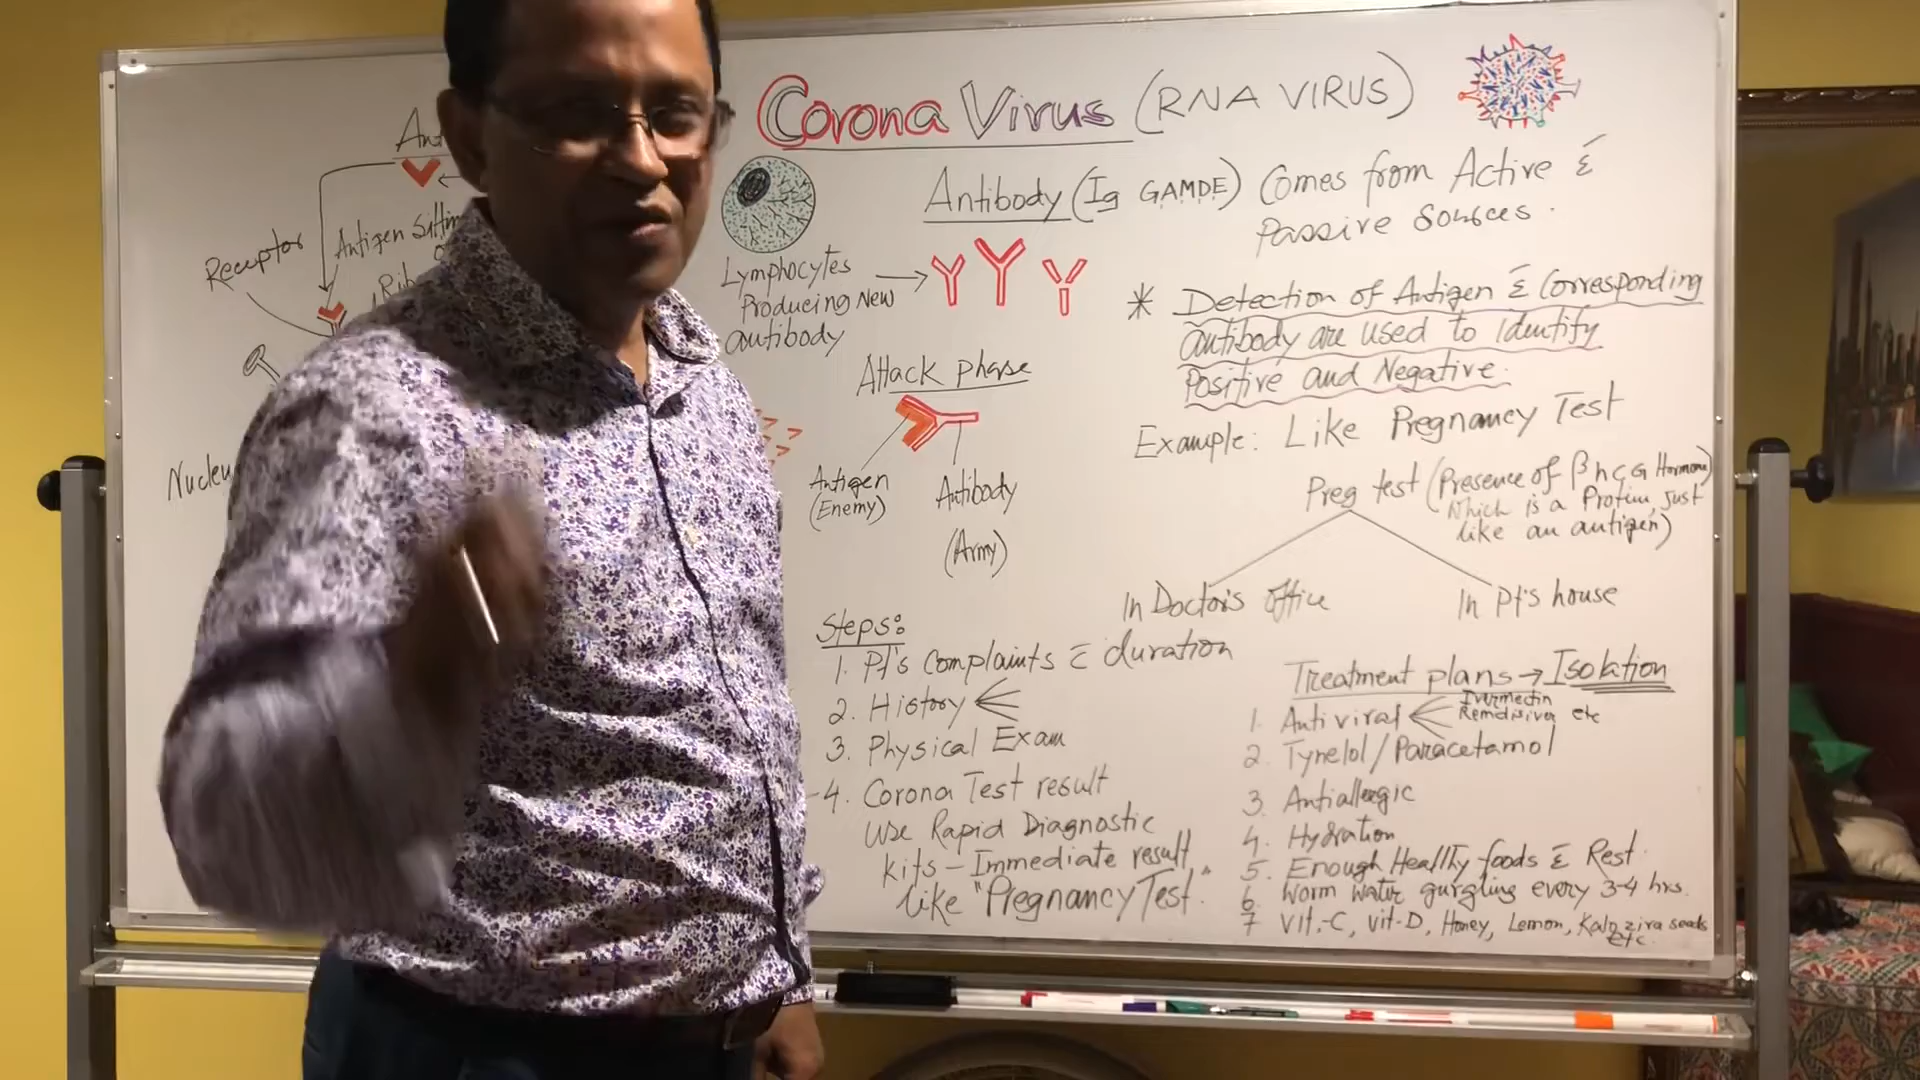 Corona Virus (RNA VIRUS)
Receptor
Antigen
Antibody (Ig GAMDE) Comes from Active &
Passive Sources.
Lymphocytes
Producing New
antibody
* Detection of Antigen & Corresponding
antibody are used to identify
Positive and Negative.
Example: Like Pregnancy Test
Attack phase
Antigen
(Enemy)
Antibody
(Army)
Preg test (Presence of βhCG Hormone)
Which is a Protein, just
like an antigen)
In Doctor's office
In Pt's house
Steps:
1. Pt's Complaints c duration
2. History
3. Physical Exam
4. Corona Test result
Use Rapid Diagnostic
kits - Immediate result
like "Pregnancy Test."
Treatment plans → Isolation
1. Antiviral
Ivermectin
Remdisiver etc
2. Tynelol/Paracetamol
3. Antiallergic
4. Hydration
5. Enough Healthy foods & Rest.
6. Worm water gurgling every 3-4 hrs.
7 Vit.-C, Vit-D, Honey, Lemon, Kalozira seeds
etc.